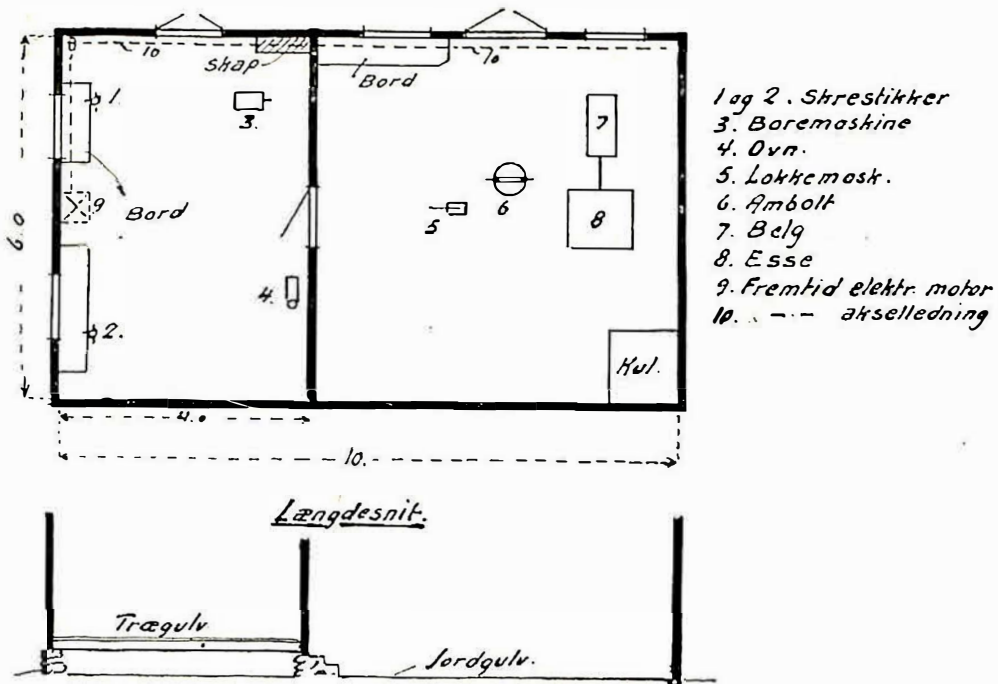 10
Skap
Bord
10
1.
3.
7
9
Bord
5
6
8
6.0
4.
2.
Kul.
4.0
10.
1 og 2. Skrestikker
3. Boremaskine
4. Ovn.
5. Lokkemask.
6. Ambolt
7. Belg
8. Esse
9. Fremtid elektr. motor
10. — " — akselledning
Længdesnit.
Trægulv
Jordgulv.